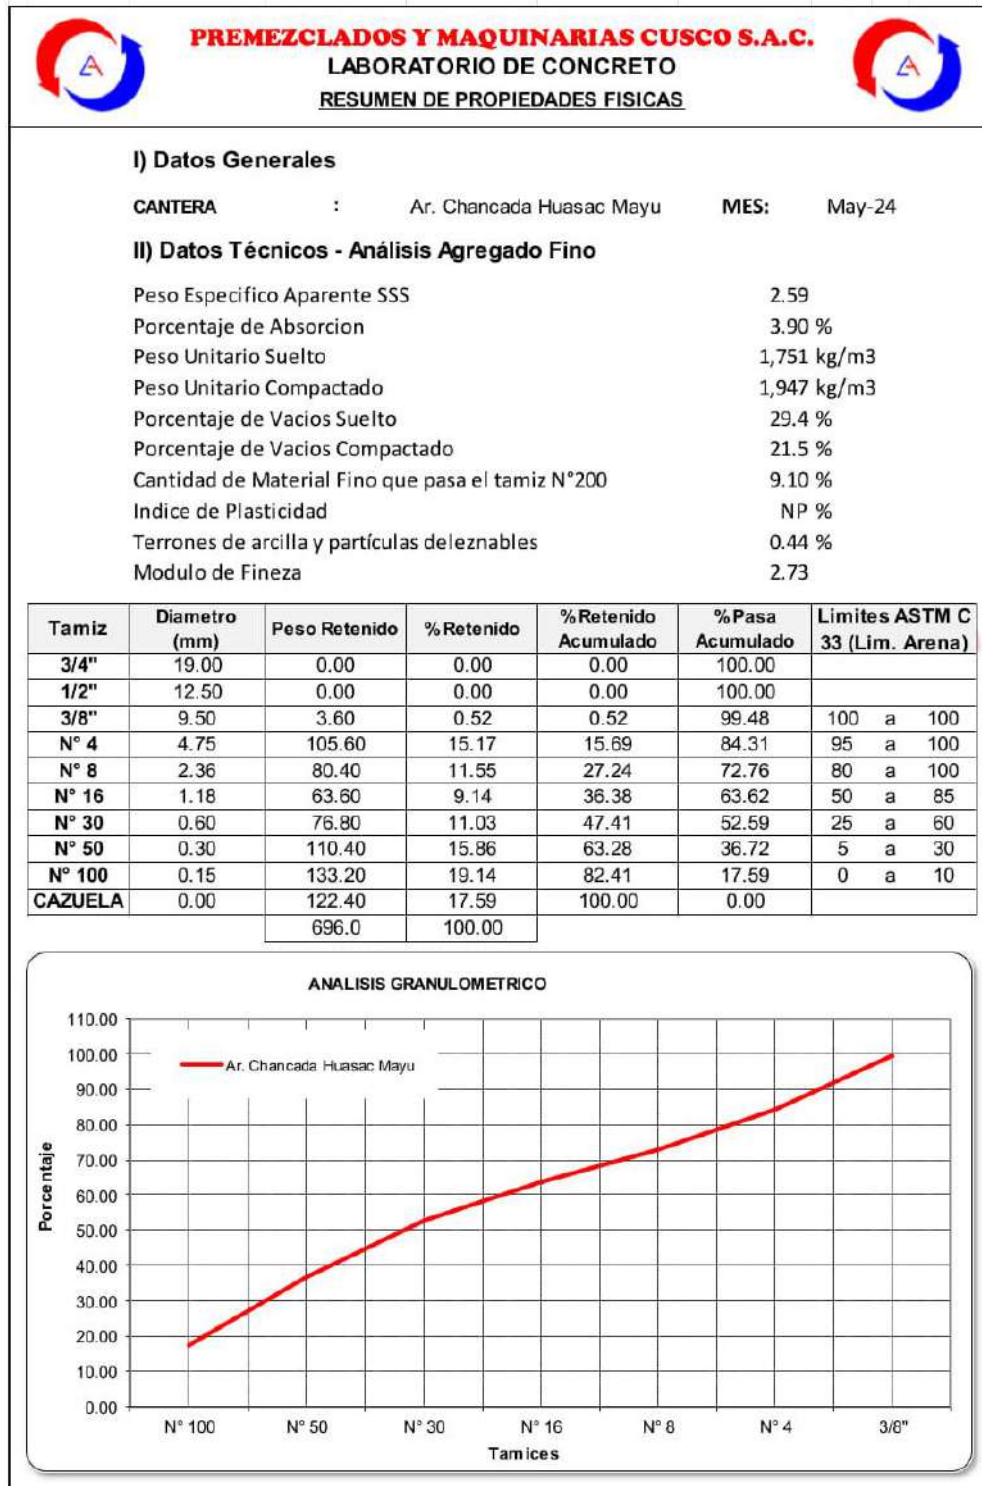 PREMEZCLADOS Y MAQUINARIAS CUSCO S.A.C.
LABORATORIO DE CONCRETO
RESUMEN DE PROPIEDADES FISICAS
I) Datos Generales
CANTERA : Ar. Chancada Huasac Mayu MES: May-24
II) Datos Técnicos - Análisis Agregado Fino
Peso Especifico Aparente SSS 2.59
Porcentaje de Absorcion 3.90 %
Peso Unitario Suelto 1,751 kg/m3
Peso Unitario Compactado 1,947 kg/m3
Porcentaje de Vacios Suelto 29.4 %
Porcentaje de Vacios Compactado 21.5 %
Cantidad de Material Fino que pasa el tamiz N°200 9.10 %
Indice de Plasticidad NP %
Terrones de arcilla y partículas deleznables 0.44 %
Modulo de Fineza 2.73
Tamiz Diametro (mm) Peso Retenido %Retenido %Retenido Acumulado %Pasa Acumulado Limites ASTM C 33 (Lim. Arena)
3/4" 19.00 0.00 0.00 0.00 100.00
1/2" 12.50 0.00 0.00 0.00 100.00
3/8" 9.50 3.60 0.52 0.52 99.48 100 a 100
N° 4 4.75 105.60 15.17 15.69 84.31 95 a 100
N° 8 2.36 80.40 11.55 27.24 72.76 80 a 100
N° 16 1.18 63.60 9.14 36.38 63.62 50 a 85
N° 30 0.60 76.80 11.03 47.41 52.59 25 a 60
N° 50 0.30 110.40 15.86 63.28 36.72 5 a 30
N° 100 0.15 133.20 19.14 82.41 17.59 0 a 10
CAZUELA 0.00 122.40 17.59 100.00 0.00
696.0 100.00
ANALISIS GRANULOMETRICO
110.00
100.00
Ar. Chancada Huasac Mayu
90.00
80.00
70.00
60.00
50.00
40.00
30.00
20.00
10.00
0.00
Porcentaje
N° 100 N° 50 N° 30 N° 16 N° 8 N° 4 3/8"
Tamices